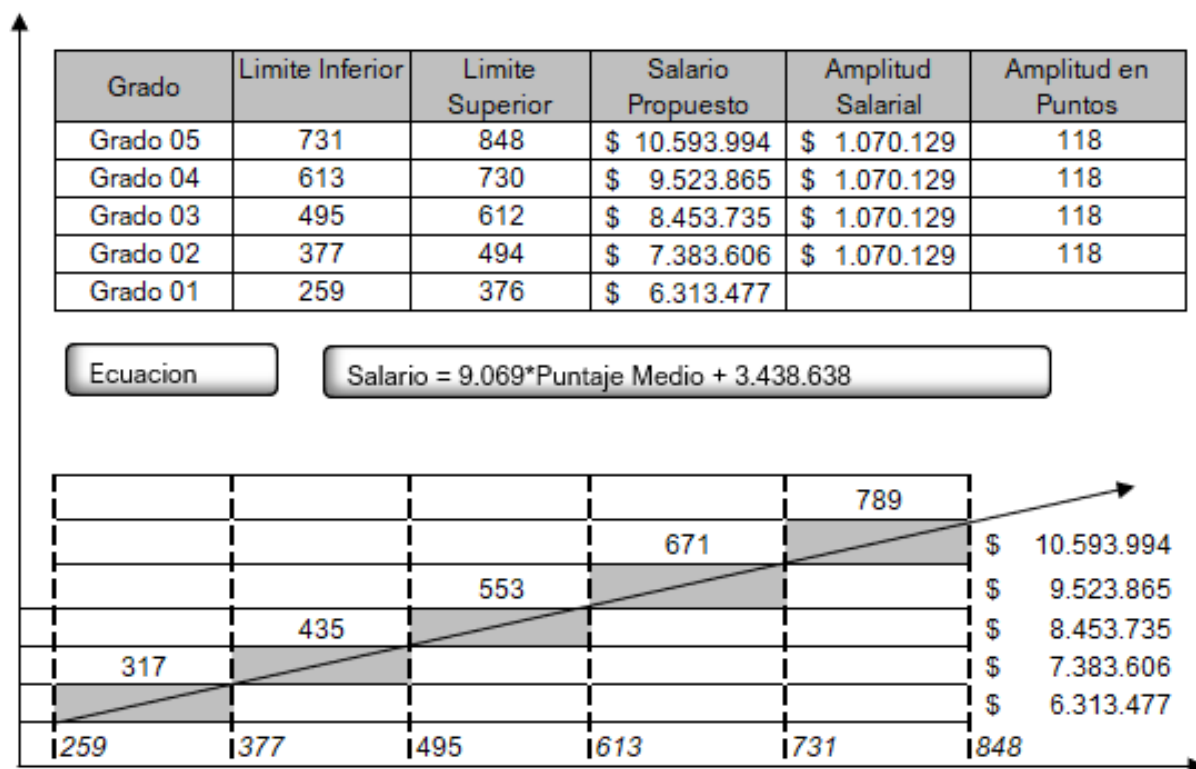 Grado Limite Inferior Limite Superior Salario Propuesto Amplitud Salarial Amplitud en Puntos
Grado 05 731 848 $ 10.593.994 $ 1.070.129 118
Grado 04 613 730 $ 9.523.865 $ 1.070.129 118
Grado 03 495 612 $ 8.453.735 $ 1.070.129 118
Grado 02 377 494 $ 7.383.606 $ 1.070.129 118
Grado 01 259 376 $ 6.313.477
Ecuacion Salario = 9.069*Puntaje Medio + 3.438.638
789
671 $ 10.593.994
553 $ 9.523.865
435 $ 8.453.735
317 $ 7.383.606
$ 6.313.477
259 377 495 613 731 848